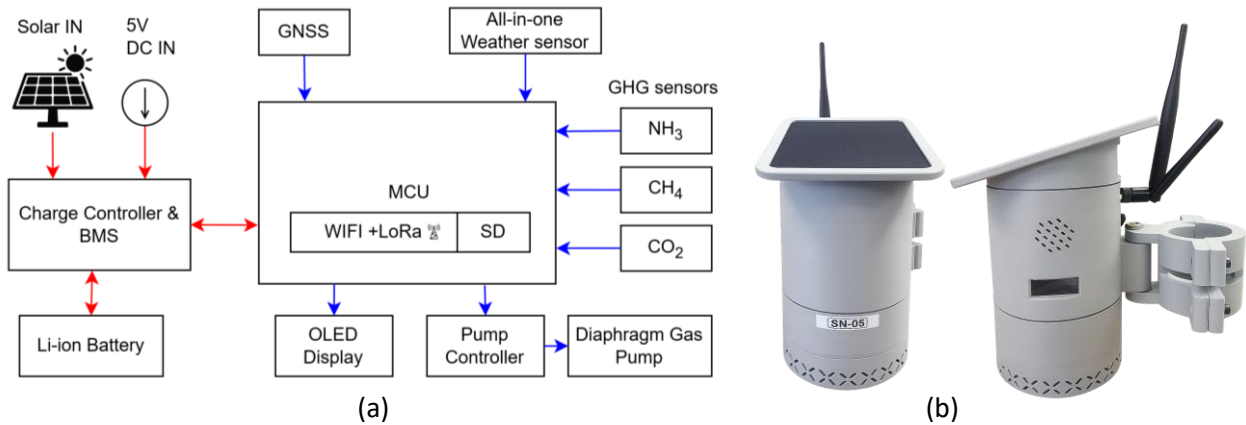 Solar IN
5V
DC IN
GNSS
All-in-one
Weather sensor
GHG sensors
NH3
CH4
CO2
MCU
WIFI +LoRa
SD
Charge Controller &
BMS
Li-ion Battery
OLED
Display
Pump
Controller
Diaphragm Gas
Pump
SN-05
(a)
(b)